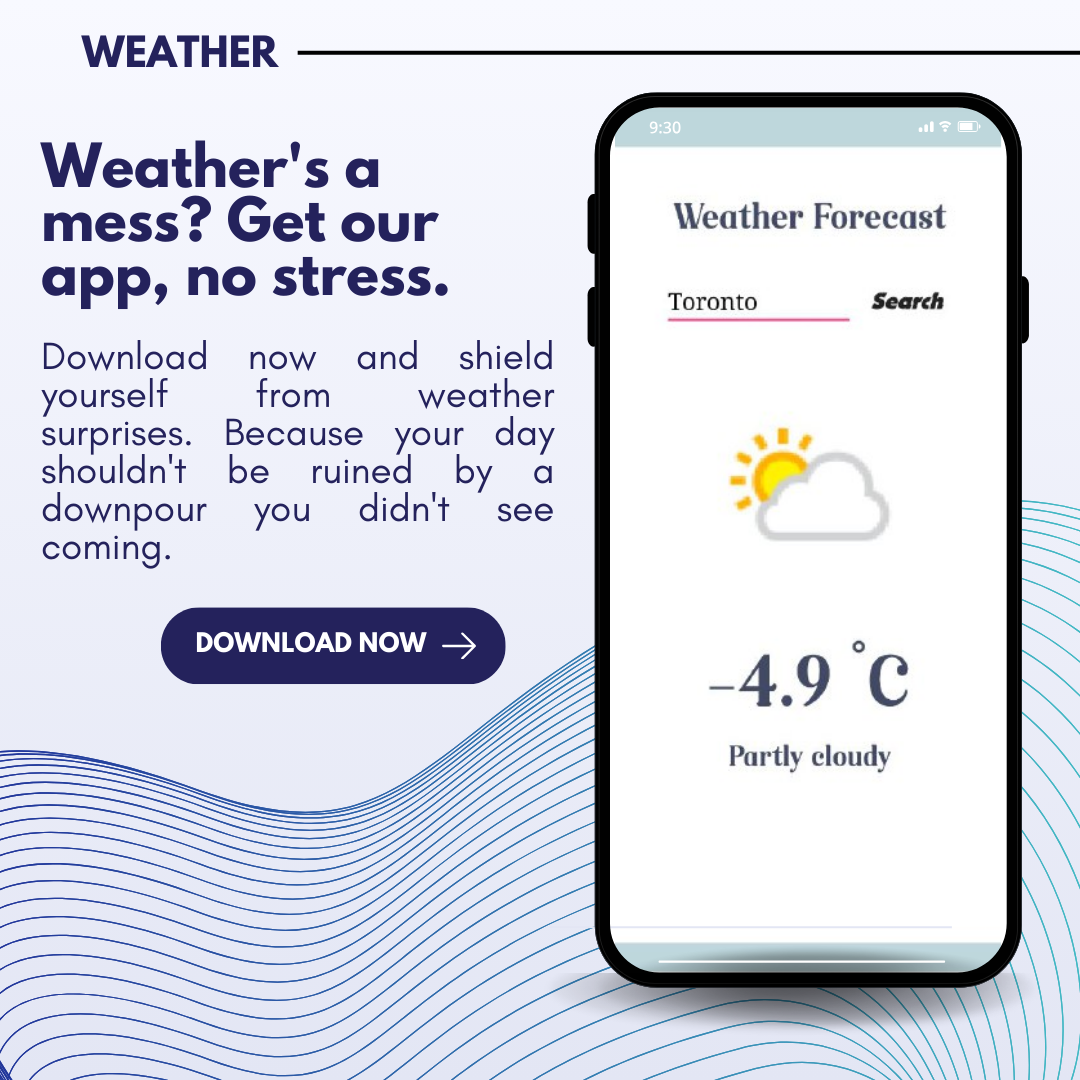 WEATHER
Weather's a
mess? Get our
app, no stress.
Download now and shield
yourself from weather
surprises. Because your day
shouldn't be ruined by a
downpour you didn't see
coming.
DOWNLOAD NOW
9:30
Weather Forecast
Toronto Search
-4.9 °C
Partly cloudy